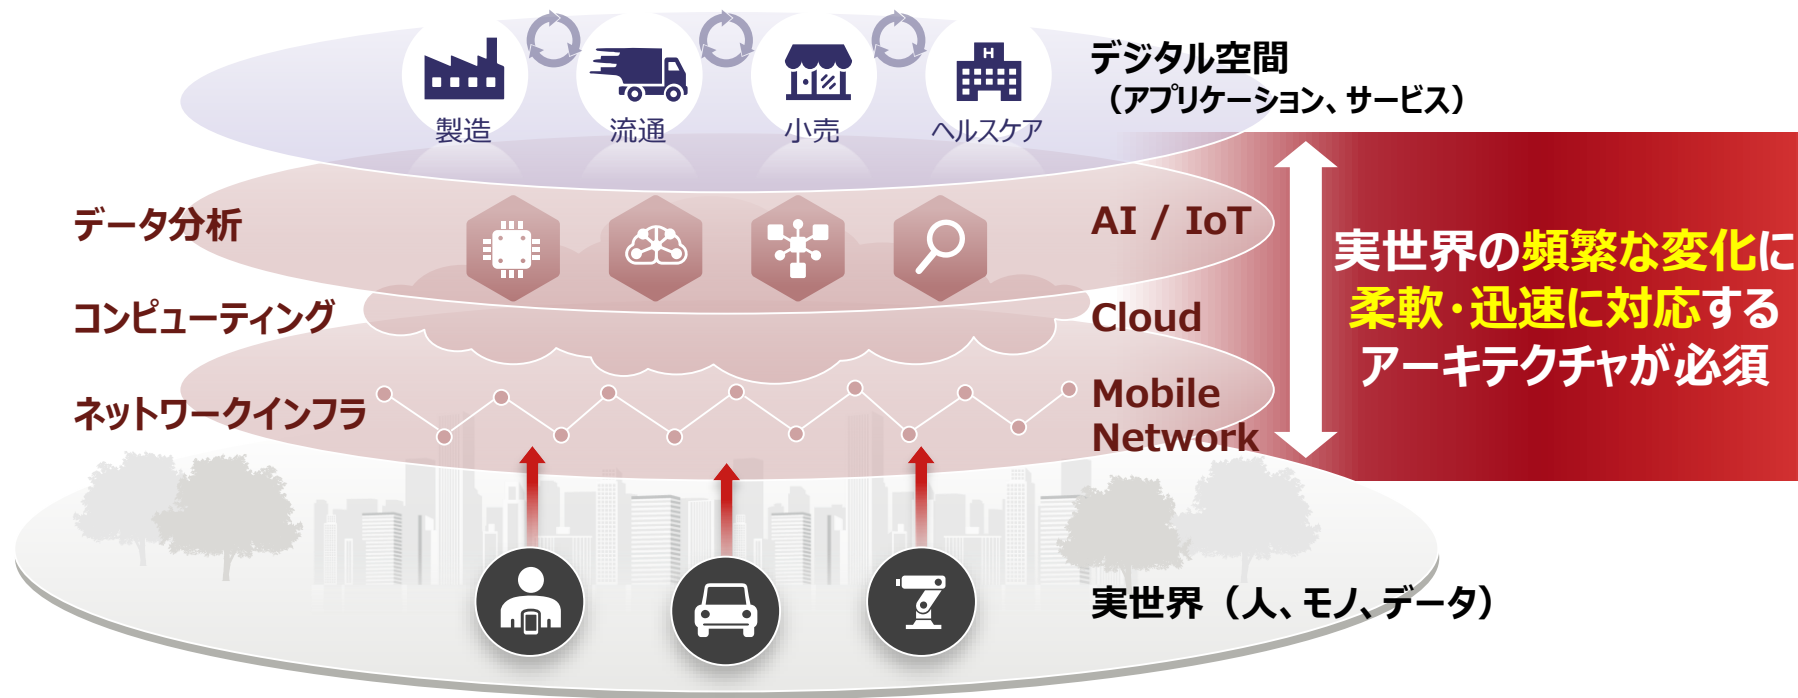 製造
流通
小売
H
ヘルスケア
デジタル空間
（アプリケーション、サービス）
データ分析
AI / IoT
コンピューティング
Cloud
ネットワークインフラ
Mobile
Network
実世界の頻繁な変化に
柔軟・迅速に対応する
アーキテクチャが必須
実世界（人、モノ、データ）